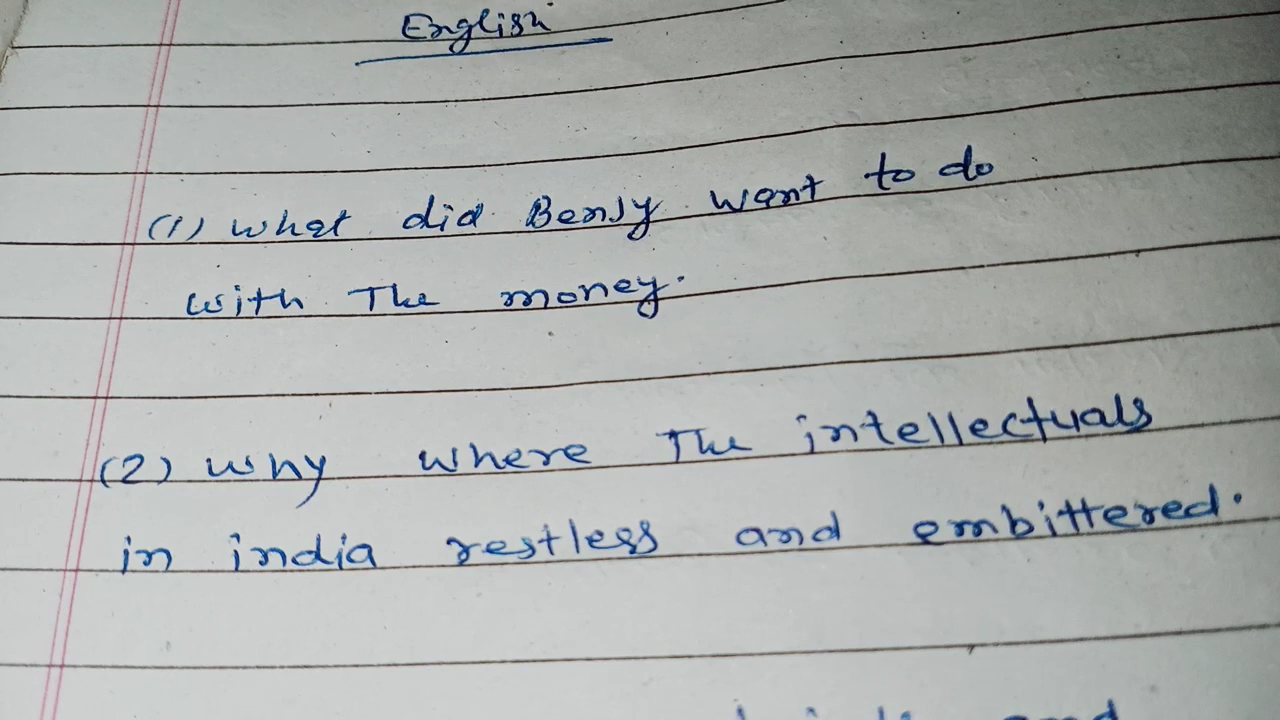 English
(1) what did Benjy want to do
with The money.
(2) why where The intellectuals
in india restless and embittered.